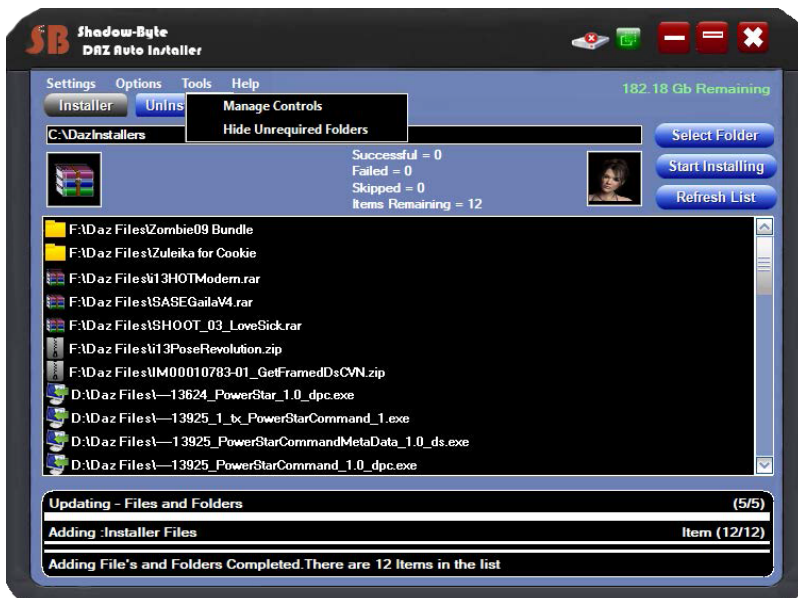 SB
Shadow-Byte
DAZ Auto Installer
Settings Options Tools Help
182.18 Gb Remaining
Installer
Manage Controls
Hide Unrequired Folders
C:\DazInstallers
Select Folder
Successful = 0
Failed = 0
Skipped = 0
Items Remaining = 12
Start Installing
Refresh List
F:\Daz Files\Zombie09 Bundle
F:\Daz Files\Zuleika for Cookie
F:\Daz Files\i13HOTModern.rar
F:\Daz Files\SASEGailaV4.rar
F:\Daz Files\SHOOT_03_LoveSick.rar
F:\Daz Files\i13PoseRevolution.zip
F:\Daz Files\IM00010783-01_GetFramedDsCVN.zip
D:\Daz Files\—13624_PowerStar_1.0_dpc.exe
D:\Daz Files\—13925_1_tx_PowerStarCommand_1.exe
D:\Daz Files\—13925_PowerStarCommandMetaData_1.0_ds.exe
D:\Daz Files\—13925_PowerStarCommand_1.0_dpc.exe
Updating - Files and Folders (5/5)
Adding :Installer Files Item (12/12)
Adding File's and Folders Completed.There are 12 Items in the list